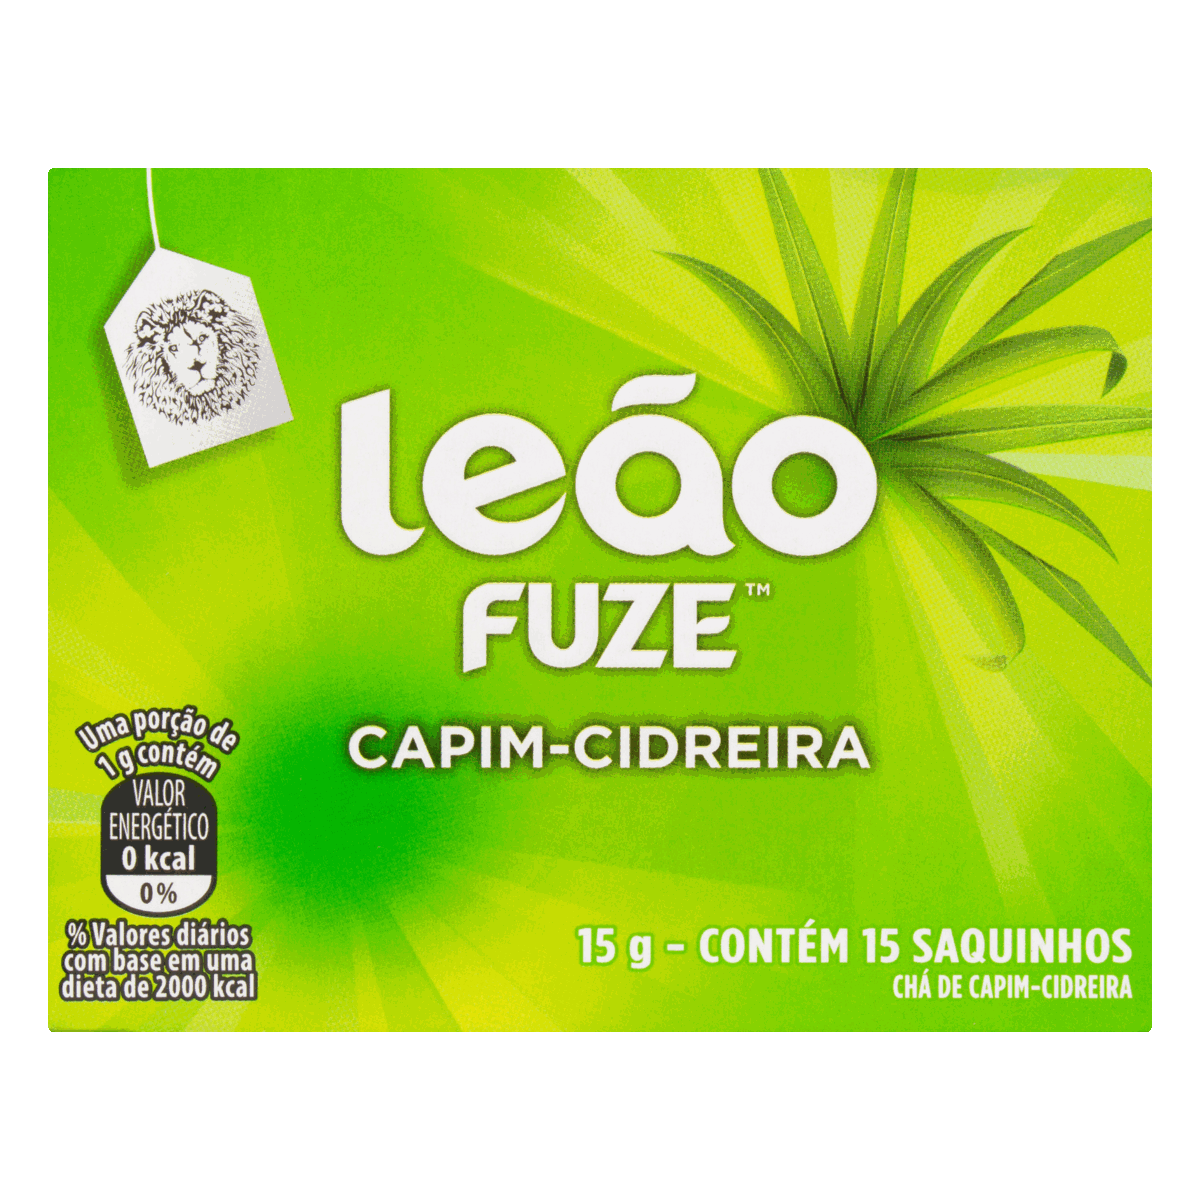 leão
FUZE™
CAPIM-CIDREIRA
Uma porção de
1 g contém
VALOR
ENERGÉTICO
0 kcal
0%
% Valores diários
com base em uma
dieta de 2000 kcal
15 g - CONTÉM 15 SAQUINHOS
CHÁ DE CAPIM-CIDREIRA